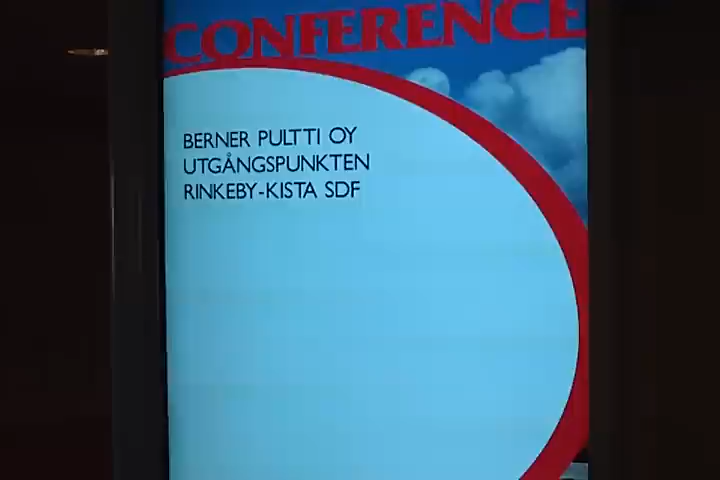 CONFERENCE
BERNER PULTTI OY
UTGÅNGSPUNKTEN
RINKEBY-KISTA SDF